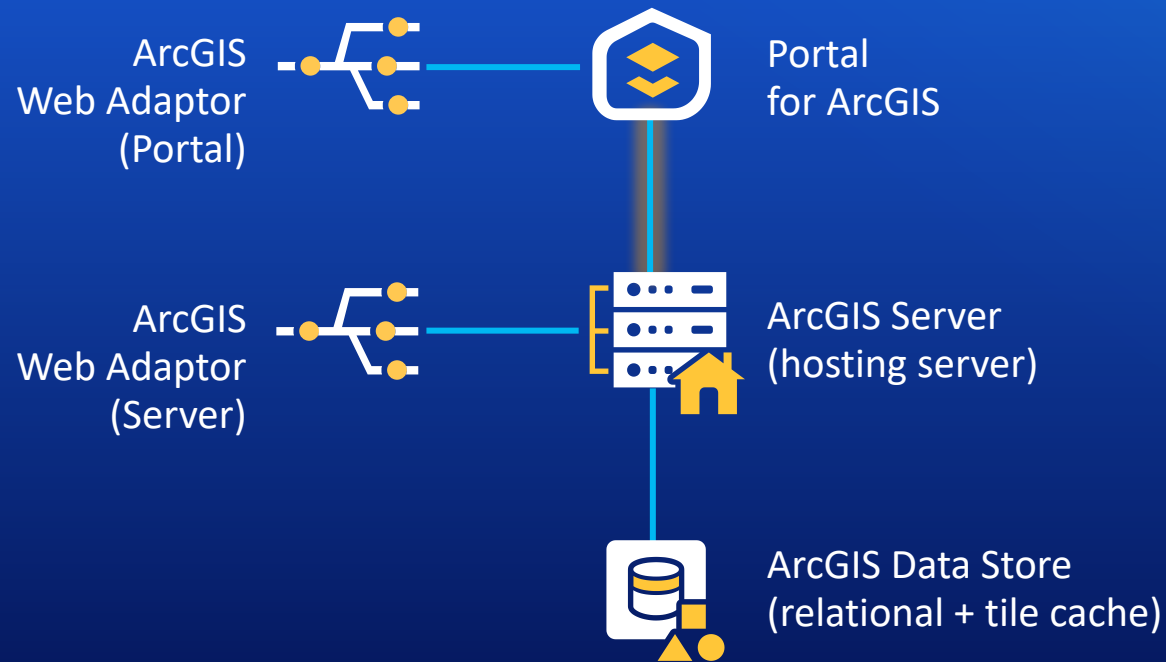 ArcGIS
Web Adaptor
(Portal)
Portal
for ArcGIS
ArcGIS
Web Adaptor
(Server)
ArcGIS Server
(hosting server)
ArcGIS Data Store
(relational + tile cache)